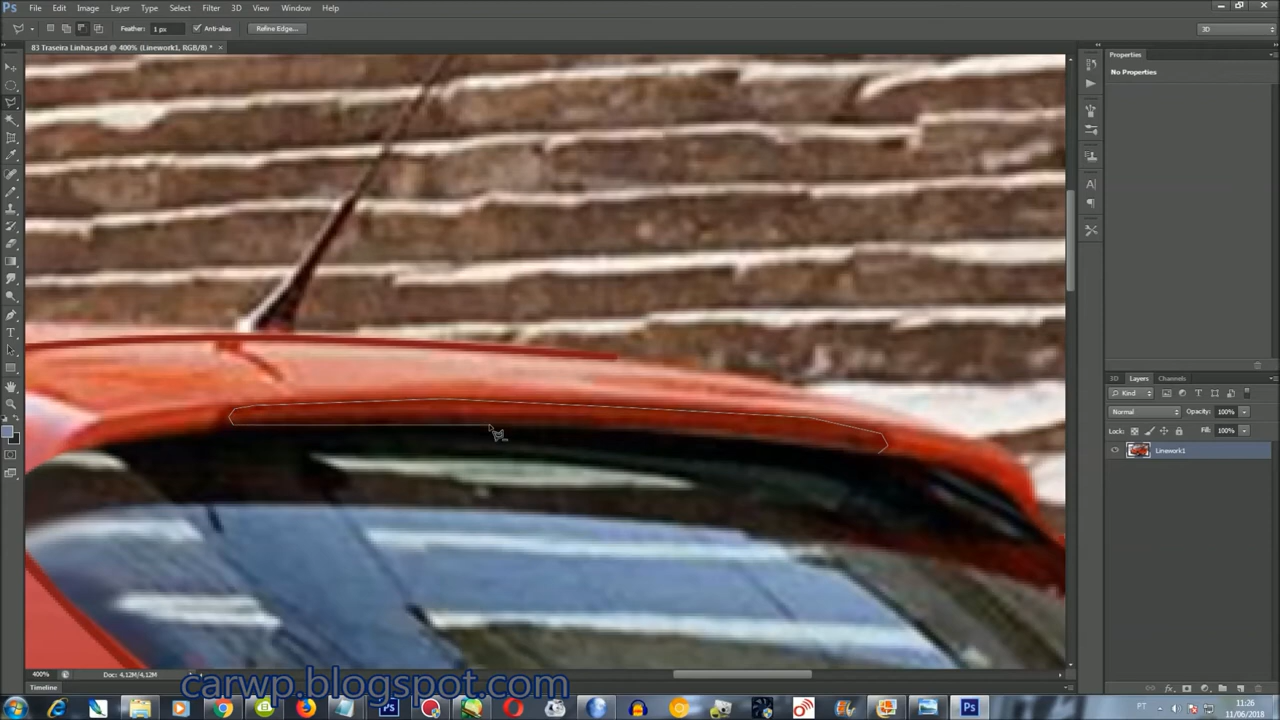 Ps File Edit Image Layer Type Select Filter 3D View Window Help
Feather: 1 px Anti-alias Refine Edge... 3D
83 Traseira Linhas.psd @ 400% (Linework1, RGB/8) *
Properties
No Properties
3D Layers Channels
Kind
Normal Opacity: 100%
Lock: Fill: 100%
Linework1
400% Doc: 4,12M/4,12M
Timeline
carwp.blogspot.com
PT 11:26
11/06/2018